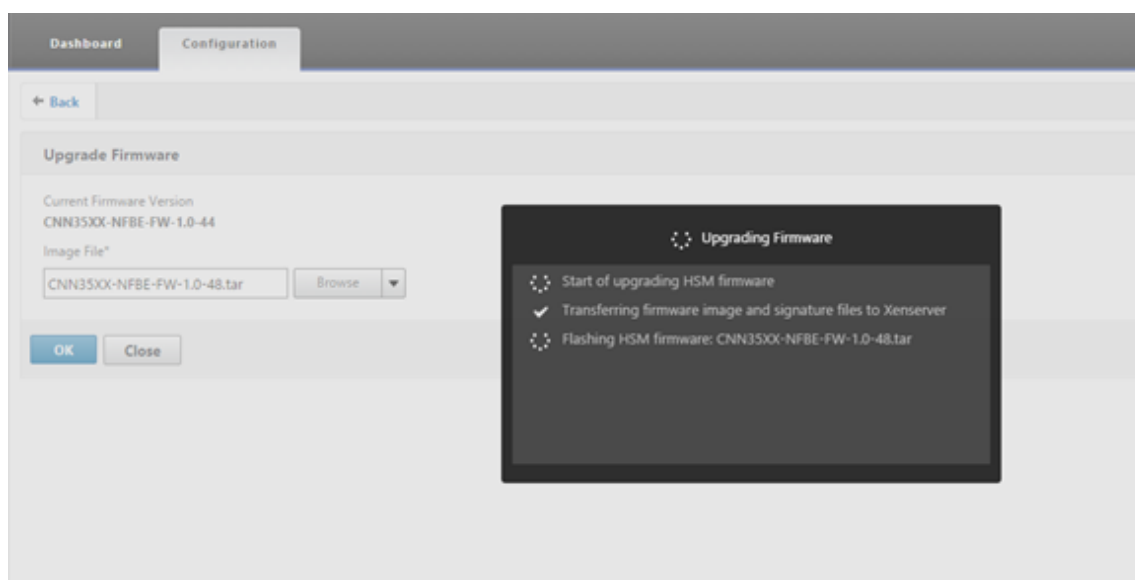 Dashboard Configuration
← Back
Upgrade Firmware
Current Firmware Version
CNN35XX-NFBE-FW-1.0-44
Image File*
CNN35XX-NFBE-FW-1.0-48.tar Browse
OK Close
Upgrading Firmware
Start of upgrading HSM firmware
Transferring firmware image and signature files to Xenserver
Flashing HSM firmware: CNN35XX-NFBE-FW-1.0-48.tar